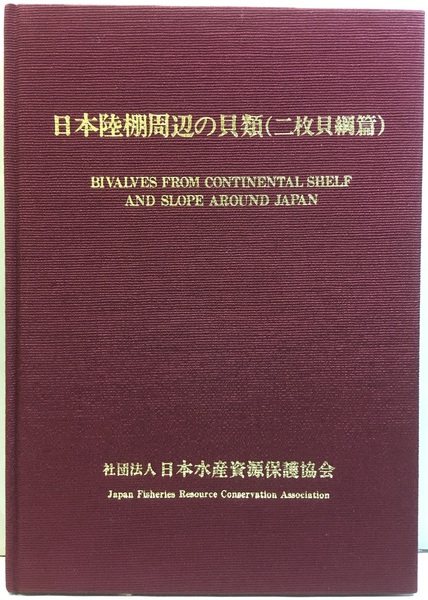 日本陸棚周辺の貝類(二枚貝綱篇)
BIVALVES FROM CONTINENTAL SHELF
AND SLOPE AROUND JAPAN
社団法人 日本水産資源保護協会
Japan Fisheries Resource Conservation Association